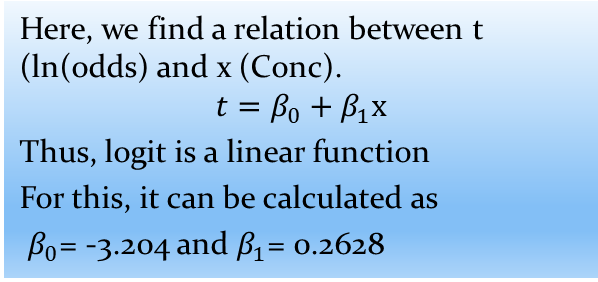 Here, we find a relation between t
(ln(odds) and x (Conc).
𝑡 = 𝛽₀ + 𝛽₁x
Thus, logit is a linear function
For this, it can be calculated as
𝛽₀= -3.204 and 𝛽₁= 0.2628